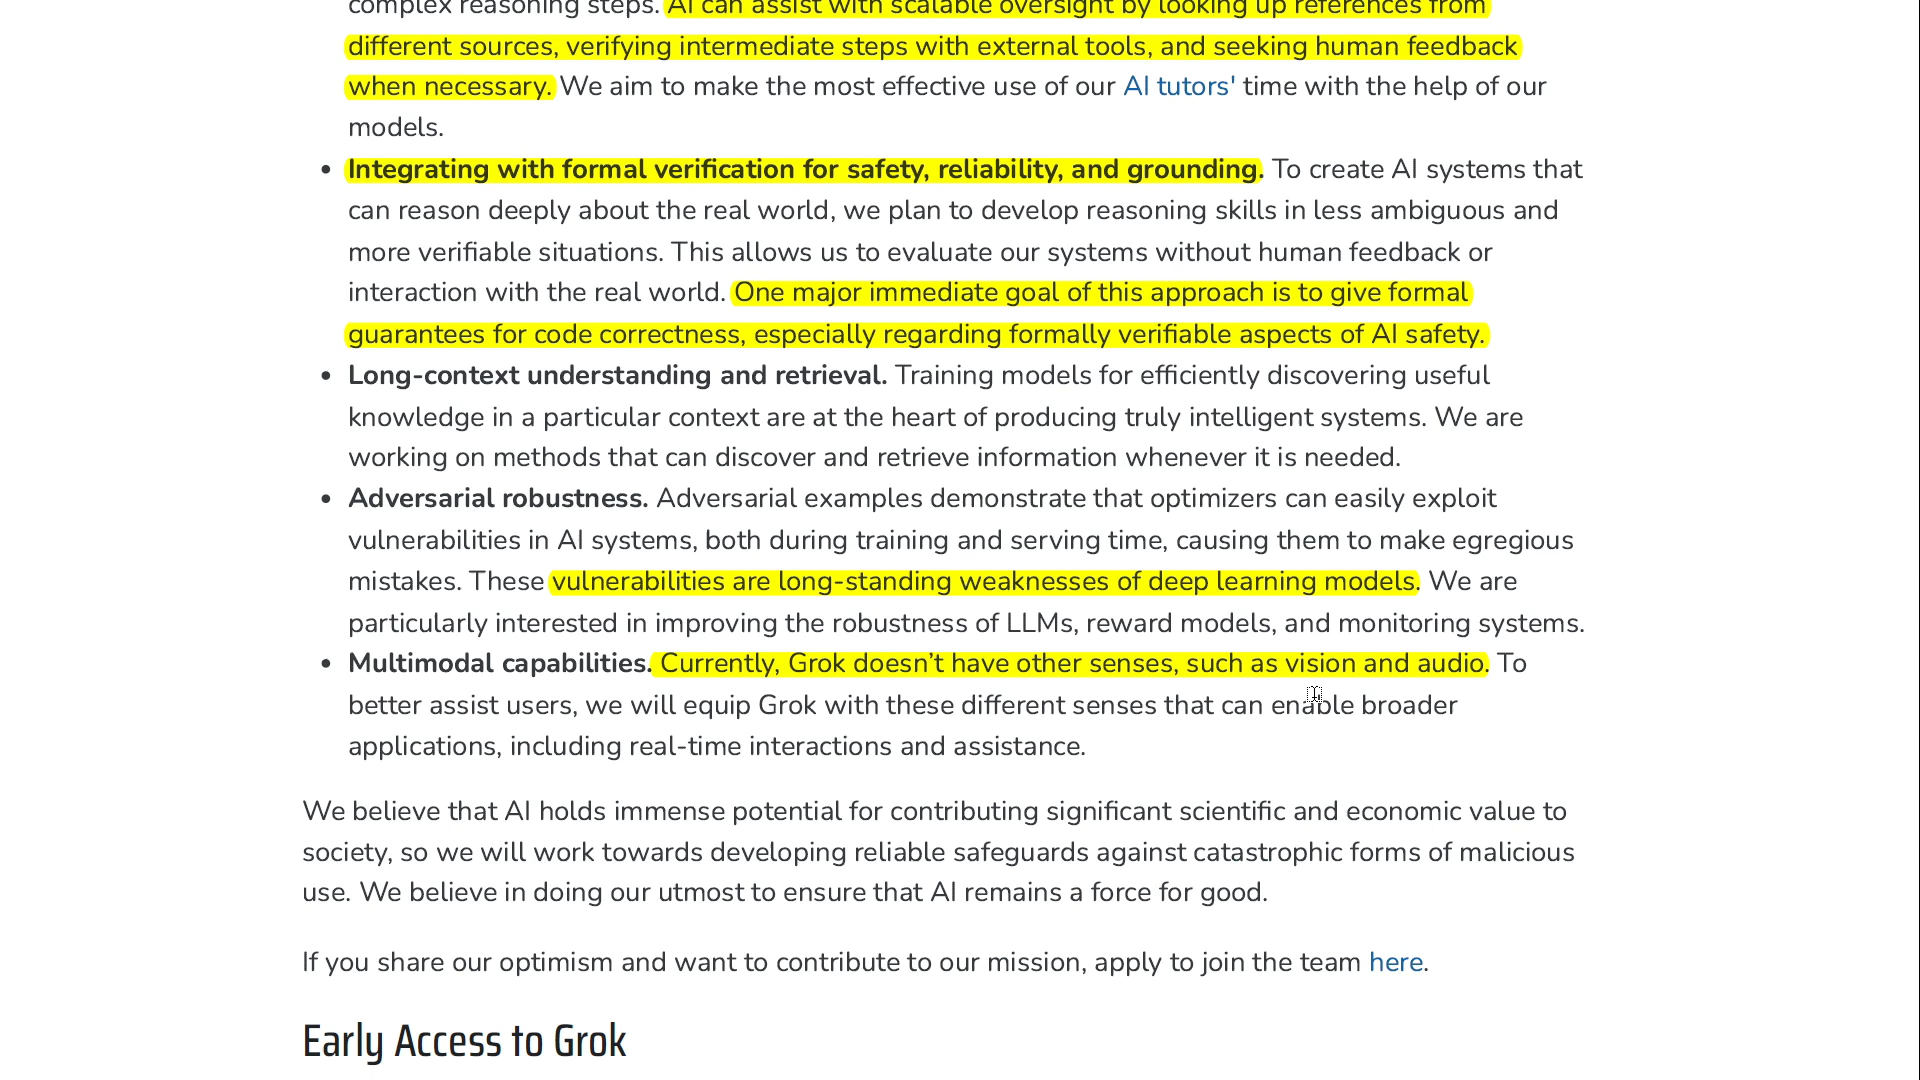 complex reasoning steps. AI can assist with scalable oversight by looking up references from
different sources, verifying intermediate steps with external tools, and seeking human feedback
when necessary. We aim to make the most effective use of our AI tutors' time with the help of our
models.
• Integrating with formal verification for safety, reliability, and grounding. To create AI systems that
can reason deeply about the real world, we plan to develop reasoning skills in less ambiguous and
more verifiable situations. This allows us to evaluate our systems without human feedback or
interaction with the real world. One major immediate goal of this approach is to give formal
guarantees for code correctness, especially regarding formally verifiable aspects of AI safety.
• Long-context understanding and retrieval. Training models for efficiently discovering useful
knowledge in a particular context are at the heart of producing truly intelligent systems. We are
working on methods that can discover and retrieve information whenever it is needed.
• Adversarial robustness. Adversarial examples demonstrate that optimizers can easily exploit
vulnerabilities in AI systems, both during training and serving time, causing them to make egregious
mistakes. These vulnerabilities are long-standing weaknesses of deep learning models. We are
particularly interested in improving the robustness of LLMs, reward models, and monitoring systems.
• Multimodal capabilities. Currently, Grok doesn’t have other senses, such as vision and audio. To
better assist users, we will equip Grok with these different senses that can enable broader
applications, including real-time interactions and assistance.
We believe that AI holds immense potential for contributing significant scientific and economic value to
society, so we will work towards developing reliable safeguards against catastrophic forms of malicious
use. We believe in doing our utmost to ensure that AI remains a force for good.
If you share our optimism and want to contribute to our mission, apply to join the team here.
Early Access to Grok